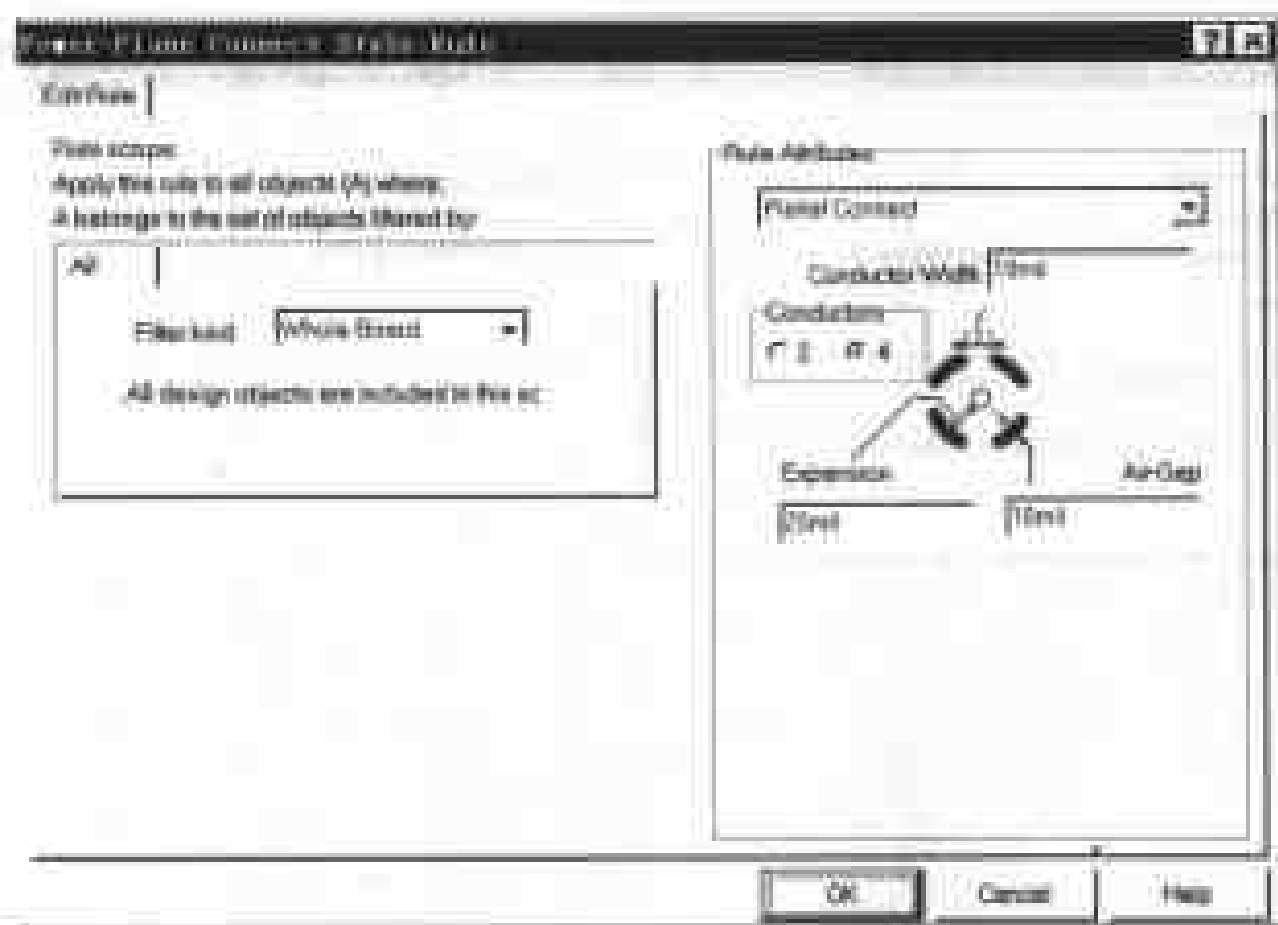 Power Plane Connect Style Rule
Edit Rule
Rule scope
Apply this rule to all objects (A) where,
A belongs to the set of objects filtered by:
All
Filter kind
Whole Board
All design objects are included in this sc
Rule Attributes
Relief Connect
Conductor Width
10mil
Conductors
2 4
Expansion
Air-Gap
20mil
10mil
OK
Cancel
Help